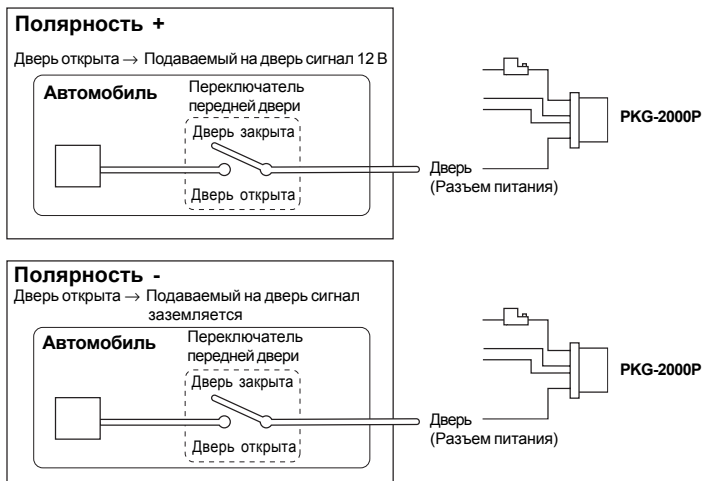 Полярность +
Дверь открыта → Подаваемый на дверь сигнал 12 В
Автомобиль
Переключатель
передней двери
Дверь закрыта
Дверь открыта
Дверь
(Разъем питания)
PKG-2000P
Полярность -
Дверь открыта → Подаваемый на дверь сигнал
заземляется
Автомобиль
Переключатель
передней двери
Дверь закрыта
Дверь открыта
Дверь
(Разъем питания)
PKG-2000P